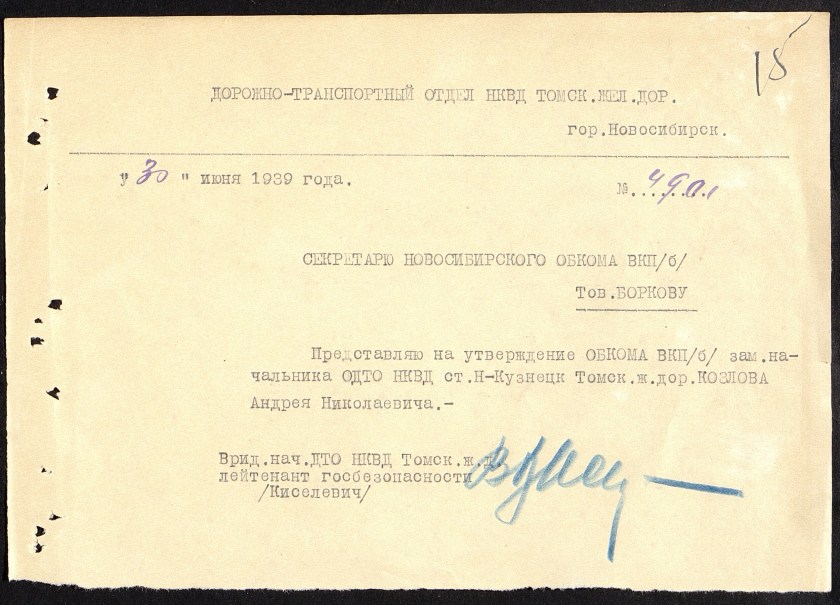 15
ДОРОЖНО-ТРАНСПОРТНЫЙ ОТДЕЛ НКВД ТОМСК.ЖЕЛ.ДОР.
гор.Новосибирск.
"30" июня 1939 года.
№.
СЕКРЕТАРЮ НОВОСИБИРСКОГО ОБКОМА ВКП/б/
Тов.БОРКОВУ
Представляю на утверждение ОБКОМА ВКП/б/ зам.на-
чальника ОДТО НКВД ст.Н-Кузнецк Томск.ж.дор.КОЗЛОВА
Андрея Николаевича.-
Врид.нач.ДТО НКВД Томск.ж.д.
лейтенант госбезопасности
/Киселевич/